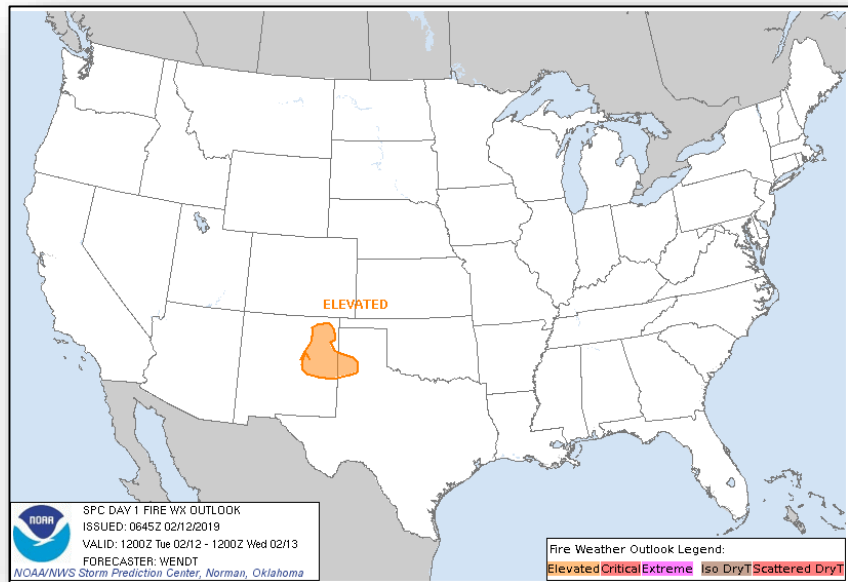 ELEVATED
NOAA
SPC DAY 1 FIRE WX OUTLOOK
ISSUED: 0645Z 02/12/2019
VALID: 1200Z Tue 02/12 - 1200Z Wed 02/13
FORECASTER: WENDT
NOAA/NWS Storm Prediction Center, Norman, Oklahoma
Fire Weather Outlook Legend:
Elevated Critical Extreme Iso DryT Scattered DryT